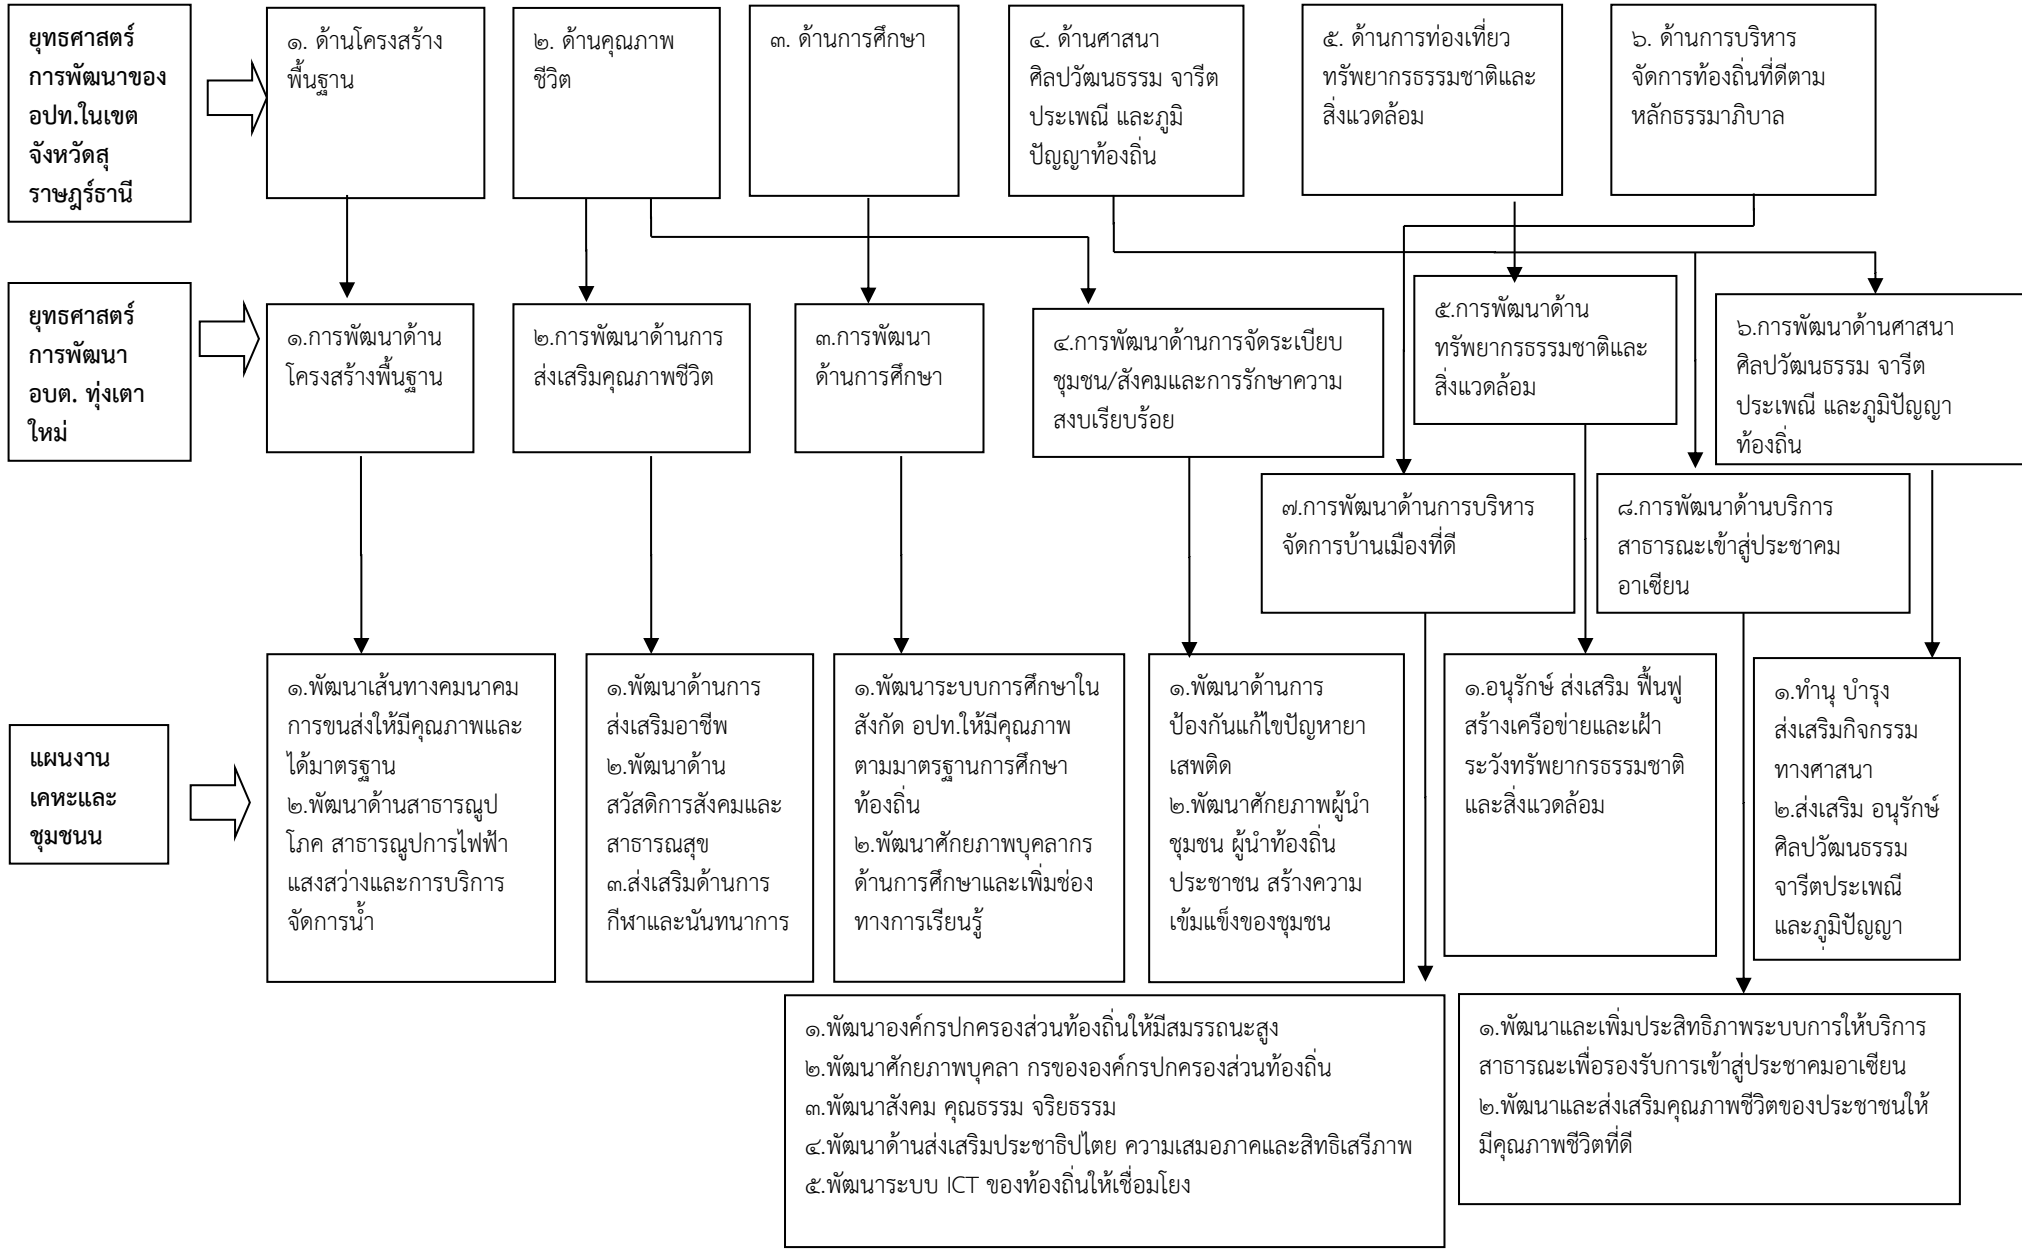 ยุทธศาสตร์
การพัฒนาของ
อปท.ในเขต
จังหวัดสุ
ราษฎร์ธานี
๑. ด้านโครงสร้าง
พื้นฐาน
๒. ด้านคุณภาพ
ชีวิต
๓. ด้านการศึกษา
๔. ด้านศาสนา
ศิลปวัฒนธรรม จารีต
ประเพณี และภูมิ
ปัญญาท้องถิ่น
๕. ด้านการท่องเที่ยว
ทรัพยากรธรรมชาติและ
สิ่งแวดล้อม
๖. ด้านการบริหาร
จัดการท้องถิ่นที่ดีตาม
หลักธรรมาภิบาล
ยุทธศาสตร์
การพัฒนา
อบต. ทุ่งเตา
ใหม่
๑.การพัฒนาด้าน
โครงสร้างพื้นฐาน
๒.การพัฒนาด้านการ
ส่งเสริมคุณภาพชีวิต
๓.การพัฒนา
ด้านการศึกษา
๔.การพัฒนาด้านการจัดระเบียบ
ชุมชน/สังคมและการรักษาความ
สงบเรียบร้อย
๕.การพัฒนาด้าน
ทรัพยากรธรรมชาติและ
สิ่งแวดล้อม
๖.การพัฒนาด้านศาสนา
ศิลปวัฒนธรรม จารีต
ประเพณี และภูมิปัญญา
ท้องถิ่น
๗.การพัฒนาด้านการบริหาร
จัดการบ้านเมืองที่ดี
๘.การพัฒนาด้านบริการ
สาธารณะเข้าสู่ประชาคม
อาเซียน
แผนงาน
เคหะและ
ชุมชนน
๑.พัฒนาเส้นทางคมนาคม
การขนส่งให้มีคุณภาพและ
ได้มาตรฐาน
๒.พัฒนาด้านสาธารณูป
โภค สาธารณูปการไฟฟ้า
แสงสว่างและการบริการ
จัดการน้ำ
๑.พัฒนาด้านการ
ส่งเสริมอาชีพ
๒.พัฒนาด้าน
สวัสดิการสังคมและ
สาธารณสุข
๓.ส่งเสริมด้านการ
กีฬาและนันทนาการ
๑.พัฒนาระบบการศึกษาใน
สังกัด อปท.ให้มีคุณภาพ
ตามมาตรฐานการศึกษา
ท้องถิ่น
๒.พัฒนาศักยภาพบุคลากร
ด้านการศึกษาและเพิ่มช่อง
ทางการเรียนรู้
๑.พัฒนาด้านการ
ป้องกันแก้ไขปัญหายา
เสพติด
๒.พัฒนาศักยภาพผู้นำ
ชุมชน ผู้นำท้องถิ่น
ประชาชน สร้างความ
เข้มแข็งของชุมชน
๑.อนุรักษ์ ส่งเสริม ฟื้นฟู
สร้างเครือข่ายและเฝ้า
ระวังทรัพยากรธรรมชาติ
และสิ่งแวดล้อม
๑.ทำนุ บำรุง
ส่งเสริมกิจกรรม
ทางศาสนา
๒.ส่งเสริม อนุรักษ์
ศิลปวัฒนธรรม
จารีตประเพณี
และภูมิปัญญา
๑.พัฒนาองค์กรปกครองส่วนท้องถิ่นให้มีสมรรถนะสูง
๒.พัฒนาศักยภาพบุคลา กรขององค์กรปกครองส่วนท้องถิ่น
๓.พัฒนาสังคม คุณธรรม จริยธรรม
๔.พัฒนาด้านส่งเสริมประชาธิปไตย ความเสมอภาคและสิทธิเสรีภาพ
๕.พัฒนาระบบ ICT ของท้องถิ่นให้เชื่อมโยง
๑.พัฒนาและเพิ่มประสิทธิภาพระบบการให้บริการ
สาธารณะเพื่อรองรับการเข้าสู่ประชาคมอาเซียน
๒.พัฒนาและส่งเสริมคุณภาพชีวิตของประชาชนให้
มีคุณภาพชีวิตที่ดี